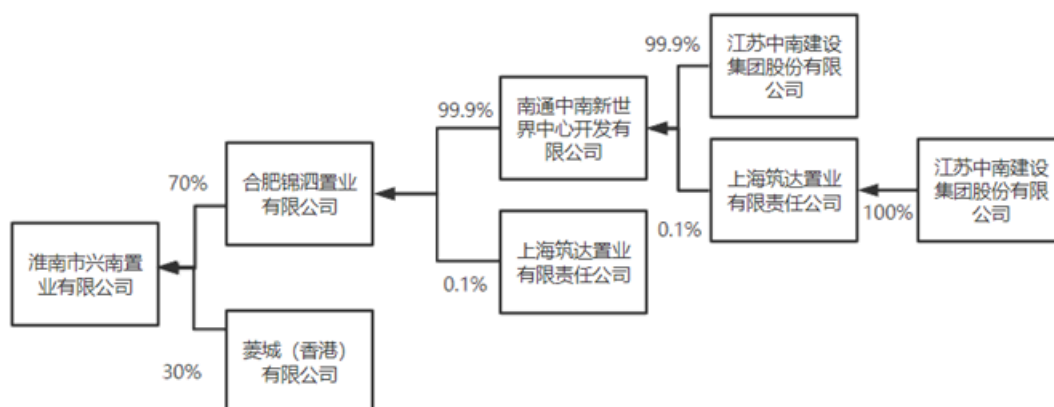 99.9%
江苏中南建设
集团股份有限
公司
99.9%
南通中南新世
界中心开发有
限公司
70%
合肥锦泗置业
有限公司
上海筑达置业
有限责任公司
0.1%
100%
江苏中南建设
集团股份有限
公司
淮南市兴南置
业有限公司
上海筑达置业
有限责任公司
0.1%
菱城（香港）
有限公司
30%